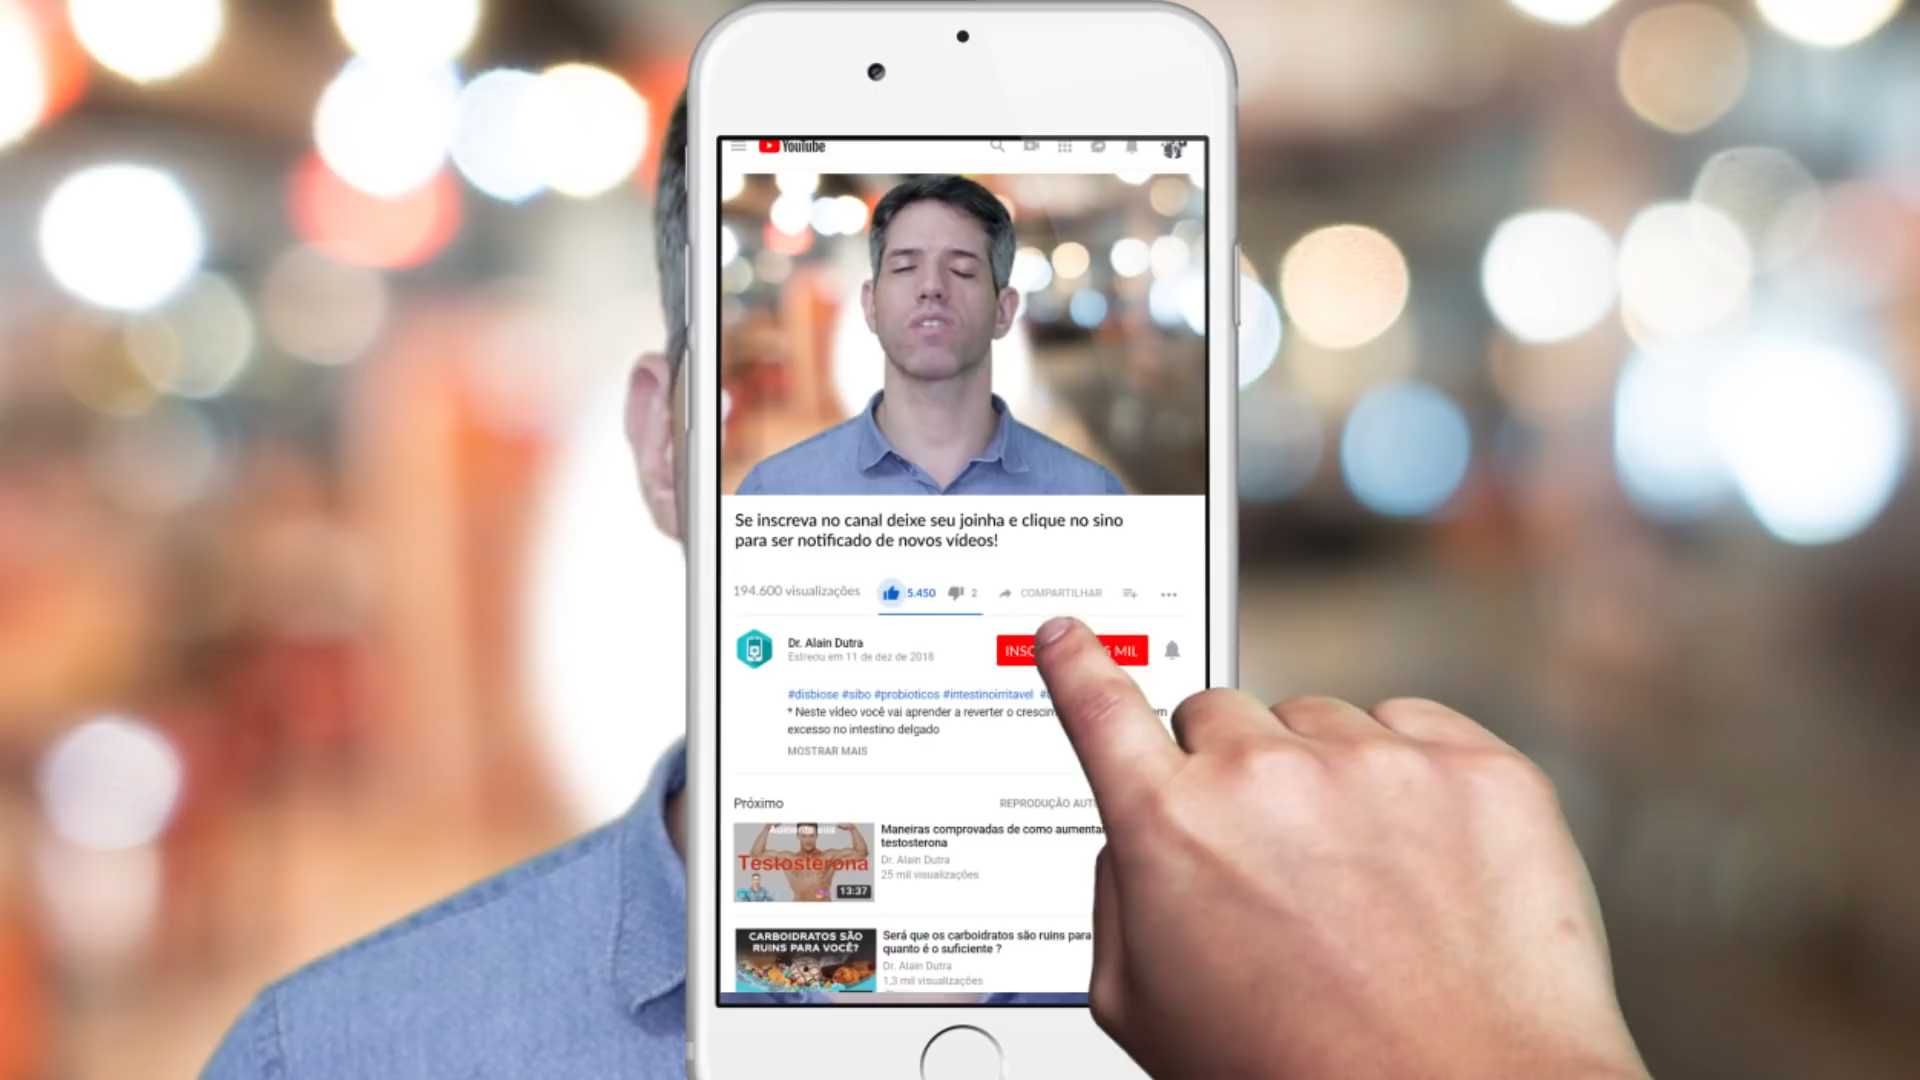 YouTube
Se inscreva no canal deixe seu joinha e clique no sino
para ser notificado de novos vídeos!
194.600 visualizações 5.450 2 COMPARTILHAR
Dr. Alain Dutra
Estreou em 11 de dez de 2018
MIL
#disbiose #sibo #probioticos #intestinoirritavel
* Neste vídeo você vai aprender a reverter o
excesso no intestino delgado
MOSTRAR MAIS
Próximo REPRODUÇÃO
Aumente sua
Testosterona
13:37
Maneiras comprovadas de como aumentar
testosterona
Dr. Alain Dutra
25 mil visualizações
CARBOIDRATOS SÃO
RUINS PARA VOCÊ?
Será que os carboidratos são ruins para
quanto é o suficiente ?
Dr. Alain Dutra
1,3 mil visualizações